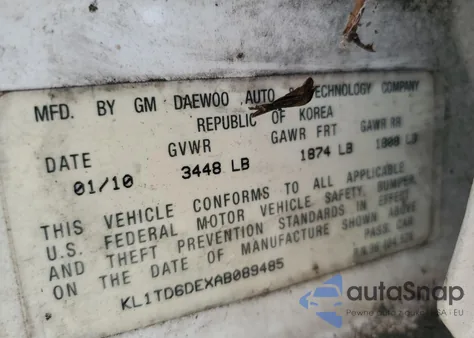 MFD. BY GM DAEWOO AUTO & TECHNOLOGY COMPANY
REPUBLIC OF KOREA
DATE GVWR GAWR FRT GAWR RR
01/10 3448 LB 1874 LB 1808 LB
THIS VEHICLE CONFORMS TO ALL APPLICABLE
U.S. FEDERAL MOTOR VEHICLE SAFETY, BUMPER,
AND THEFT PREVENTION STANDARDS IN EFFECT
ON THE DATE OF MANUFACTURE SHOWN ABOVE
KL1TD6DEXAB089485 PASS. CAR
autoSnap